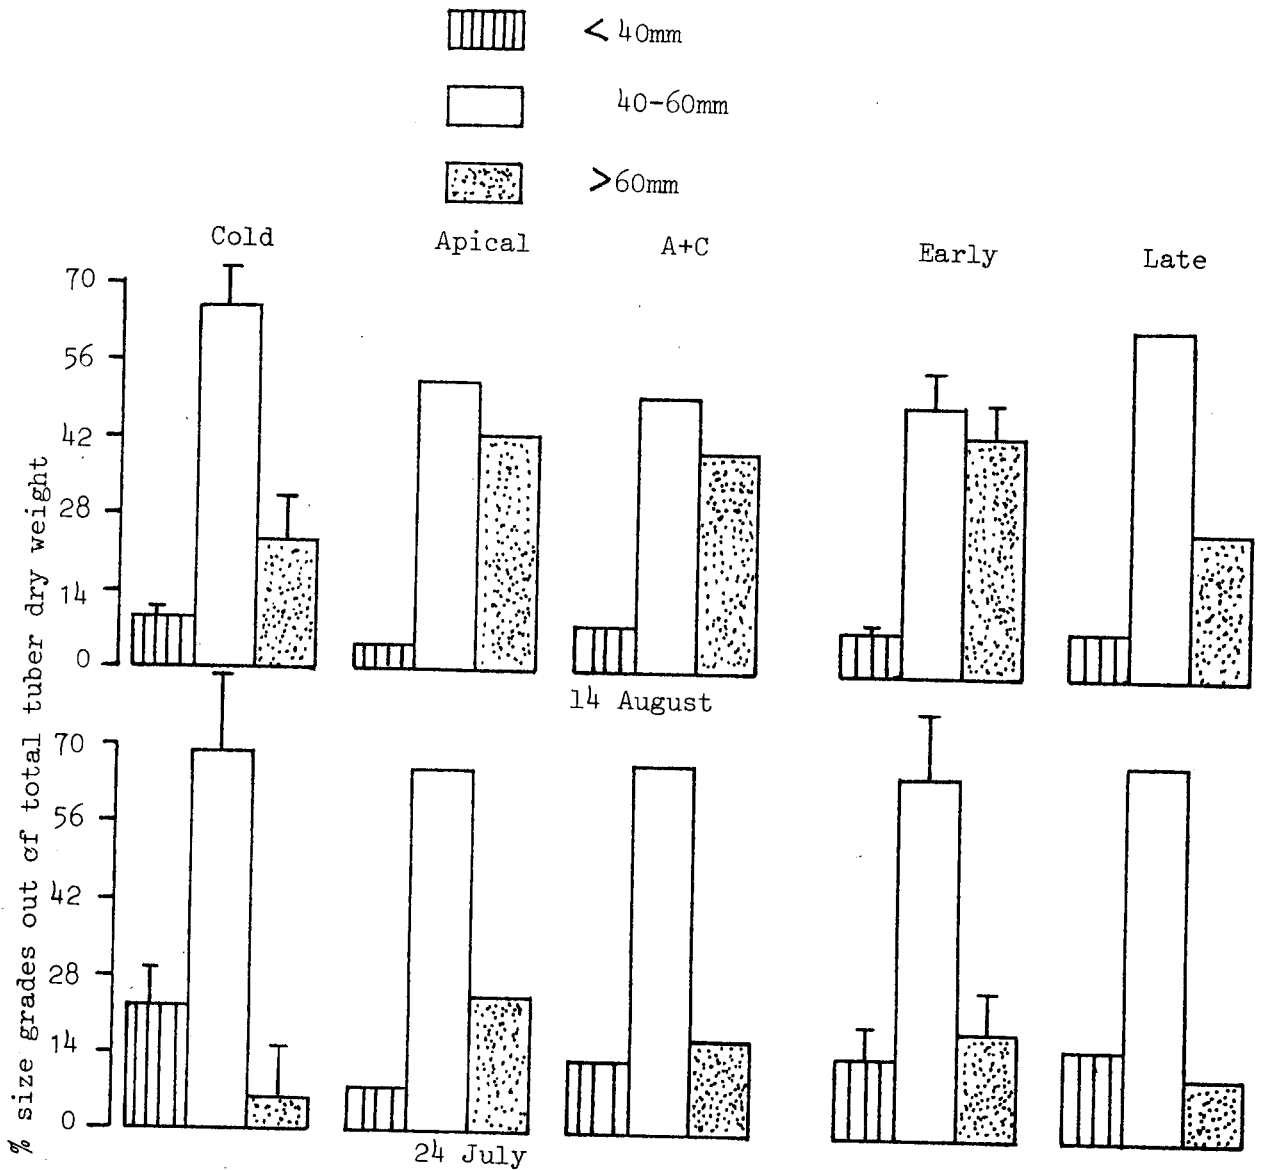 < 40mm
40-60mm
>60mm
Cold Apical A+C Early Late
70
56
42
28
14
0
14 August
70
56
42
28
14
0
24 July
% size grades out of total tuber dry weight